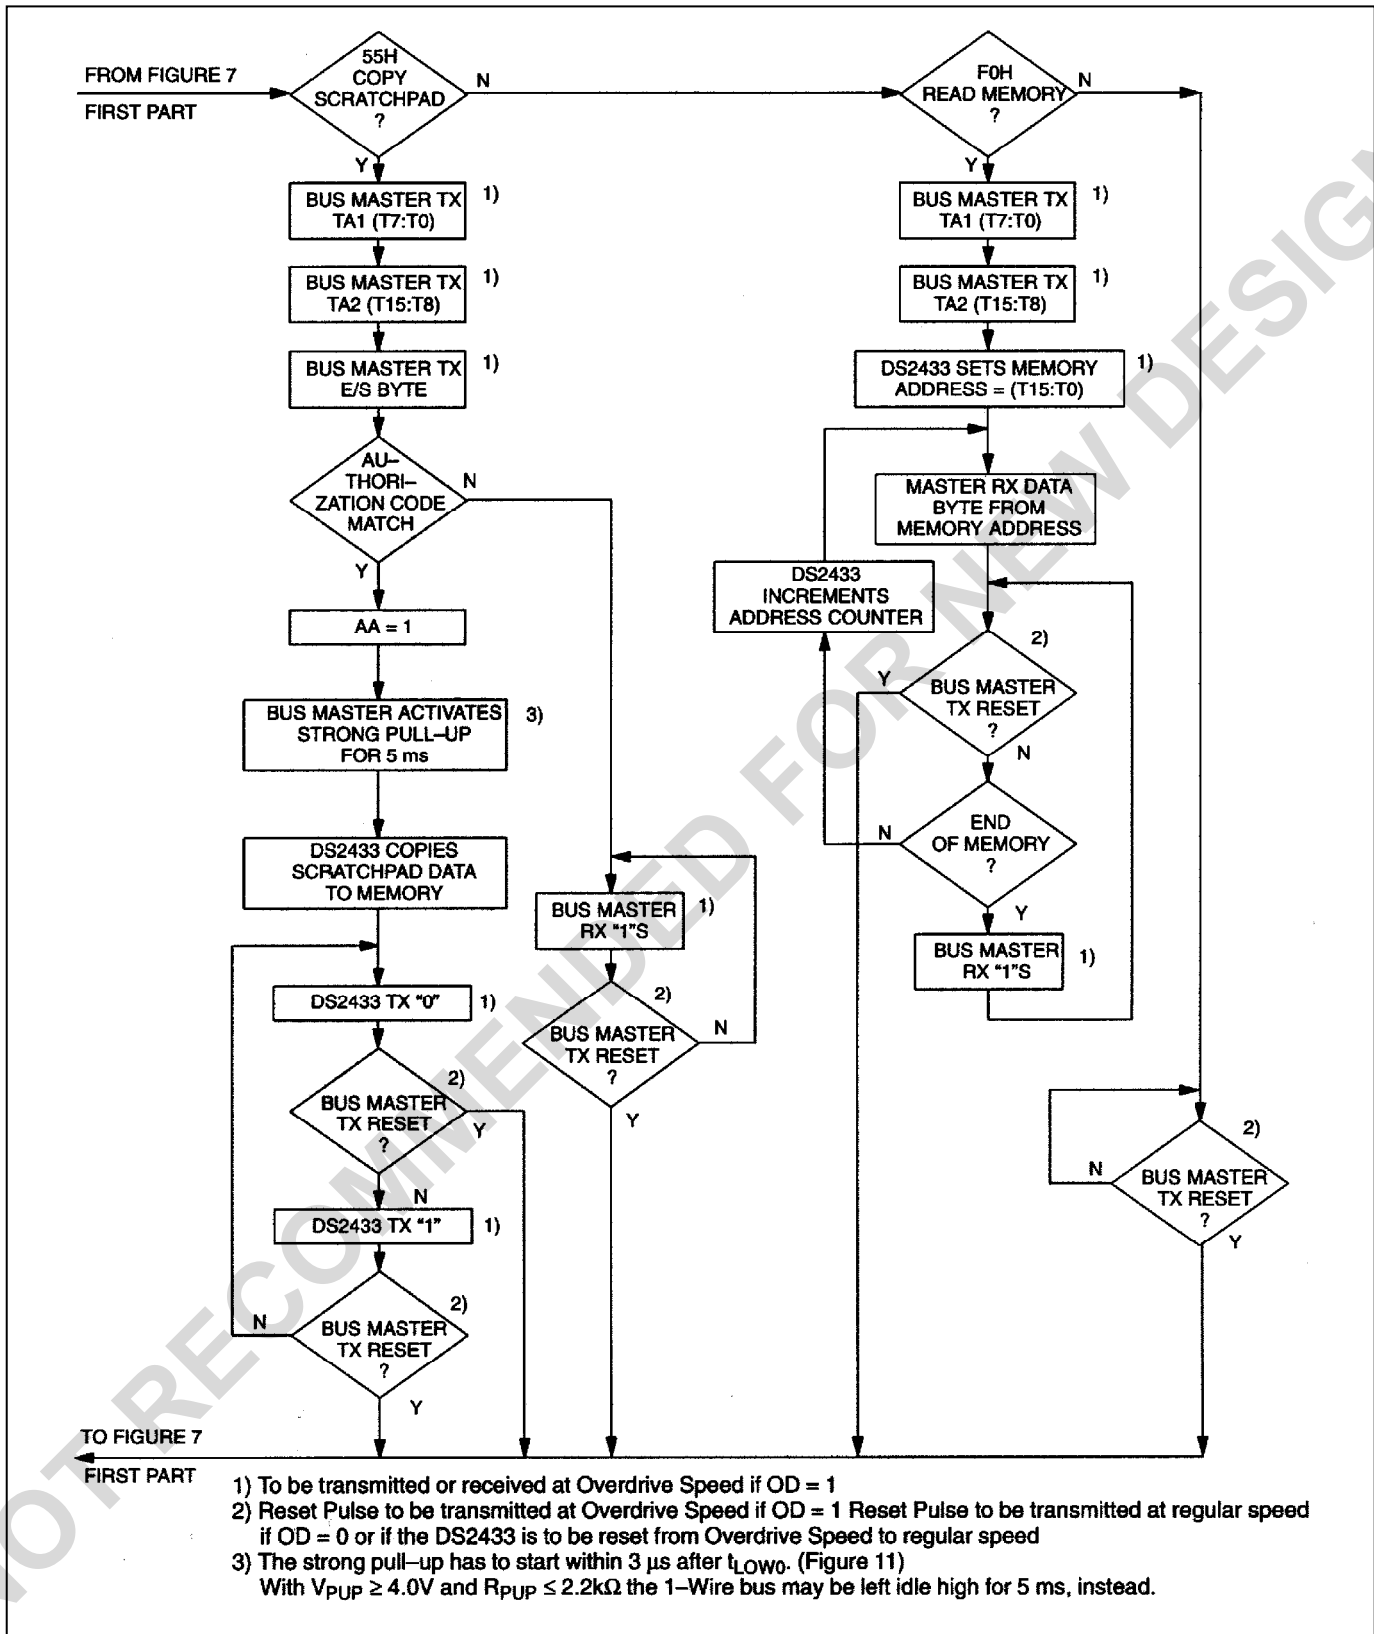 FROM FIGURE 7
FIRST PART
55H
COPY
SCRATCHPAD
?
N
Y
BUS MASTER TX
TA1 (T7:T0)
1)
BUS MASTER TX
TA2 (T15:T8)
1)
BUS MASTER TX
E/S BYTE
1)
AU–
THORI–
ZATION CODE
MATCH
N
Y
AA = 1
BUS MASTER ACTIVATES
STRONG PULL–UP
FOR 5 ms
3)
DS2433 COPIES
SCRATCHPAD DATA
TO MEMORY
DS2433 TX "0"
1)
BUS MASTER
TX RESET
?
2)
Y
N
DS2433 TX "1"
1)
BUS MASTER
TX RESET
?
2)
N
Y
BUS MASTER
RX "1"S
1)
BUS MASTER
TX RESET
?
2)
N
Y
F0H
READ MEMORY
?
N
Y
BUS MASTER TX
TA1 (T7:T0)
1)
BUS MASTER TX
TA2 (T15:T8)
1)
DS2433 SETS MEMORY
ADDRESS = (T15:T0)
1)
MASTER RX DATA
BYTE FROM
MEMORY ADDRESS
DS2433
INCREMENTS
ADDRESS COUNTER
BUS MASTER
TX RESET
?
2)
Y
N
END
OF MEMORY
?
N
Y
BUS MASTER
RX "1"S
1)
BUS MASTER
TX RESET
?
2)
N
Y
TO FIGURE 7
FIRST PART
1) To be transmitted or received at Overdrive Speed if OD = 1
2) Reset Pulse to be transmitted at Overdrive Speed if OD = 1 Reset Pulse to be transmitted at regular speed
if OD = 0 or if the DS2433 is to be reset from Overdrive Speed to regular speed
3) The strong pull–up has to start within 3 µs after tLOW0. (Figure 11)
With VPUP ≥ 4.0V and RPUP ≤ 2.2kΩ the 1–Wire bus may be left idle high for 5 ms, instead.
NOT RECOMMENDED FOR NEW DESIGN